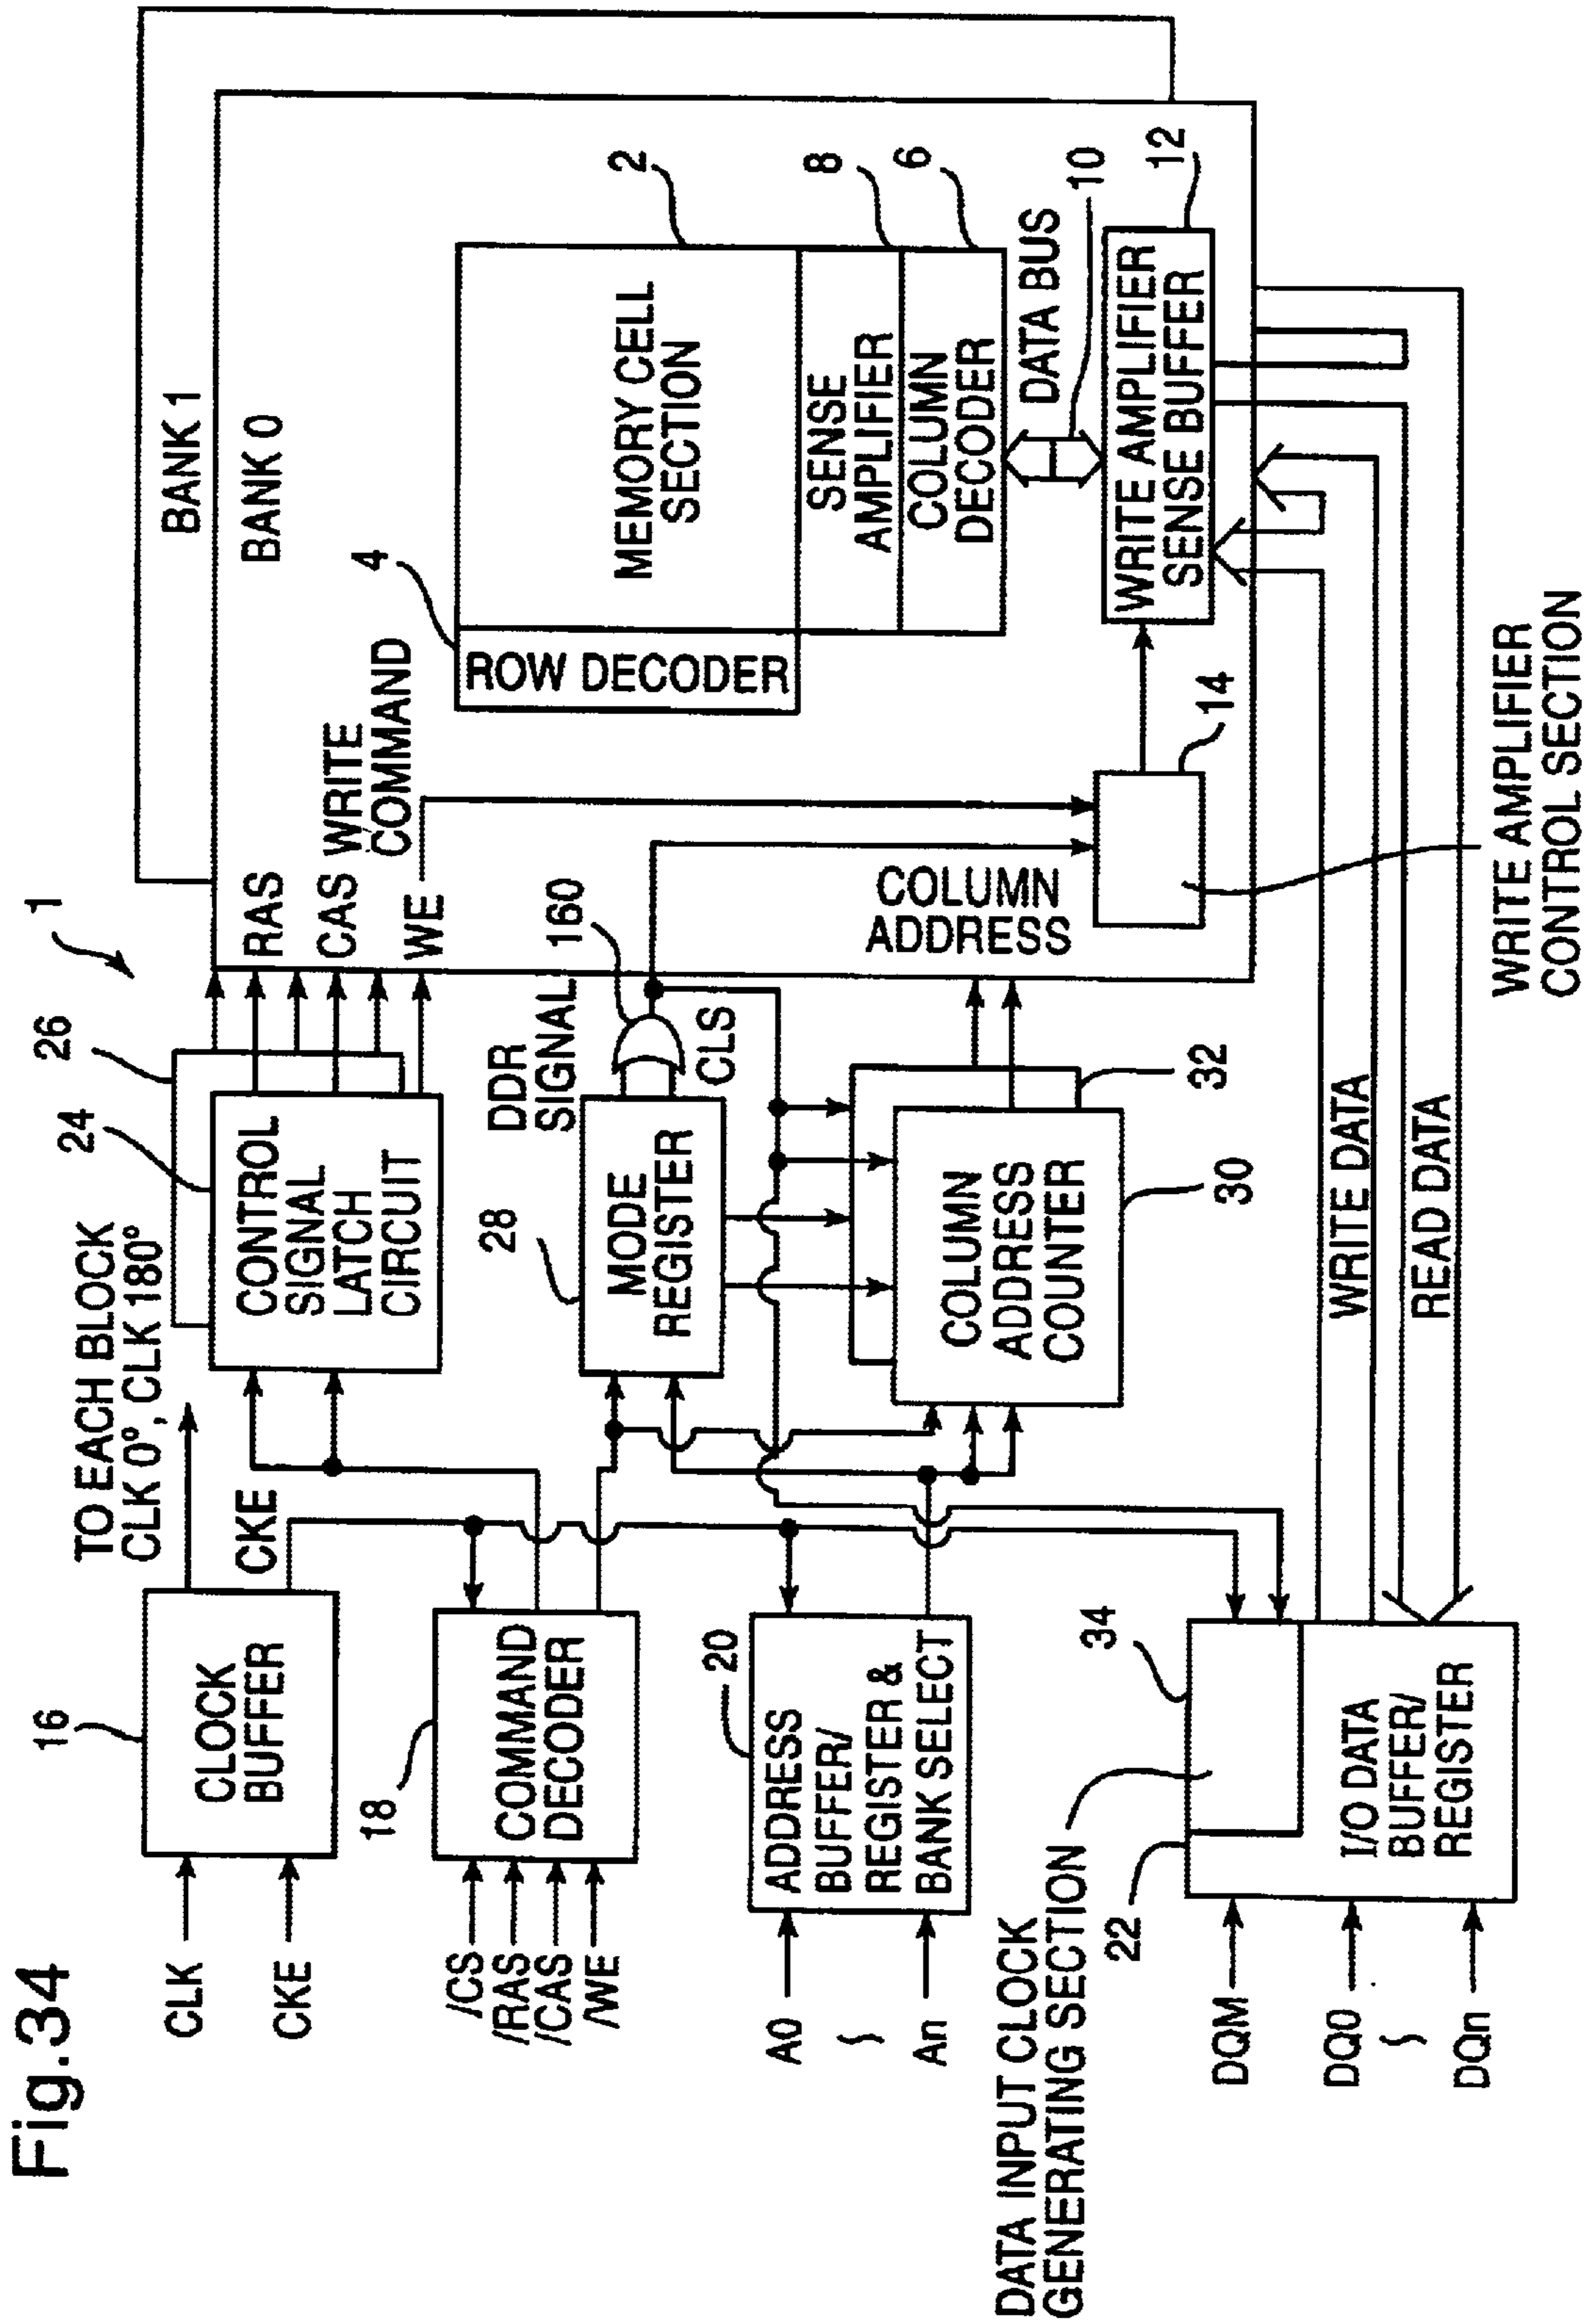 Fig.34
CLK
CKE
/CS
/RAS
/CAS
/WE
A0
An
DQM
DQ0
DQn
DATA INPUT CLOCK
GENERATING SECTION
16
CLOCK
BUFFER
18
COMMAND
DECODER
20
ADDRESS
BUFFER/
REGISTER &
BANK SELECT
22
34
I/O DATA
BUFFER/
REGISTER
TO EACH BLOCK
CLK 0°, CLK 180°
CKE
24
26
CONTROL
SIGNAL
LATCH
CIRCUIT
28
MODE
REGISTER
DDR
SIGNAL
160
CLS
COLUMN
ADDRESS
COUNTER
30
32
1
BANK 1
BANK 0
RAS
CAS
WE
WRITE
COMMAND
COLUMN
ADDRESS
4
ROW DECODER
MEMORY CELL
SECTION
2
SENSE
AMPLIFIER
8
COLUMN
DECODER
6
DATA BUS
10
WRITE AMPLIFIER
SENSE BUFFER
12
14
WRITE DATA
READ DATA
WRITE AMPLIFIER
CONTROL SECTION